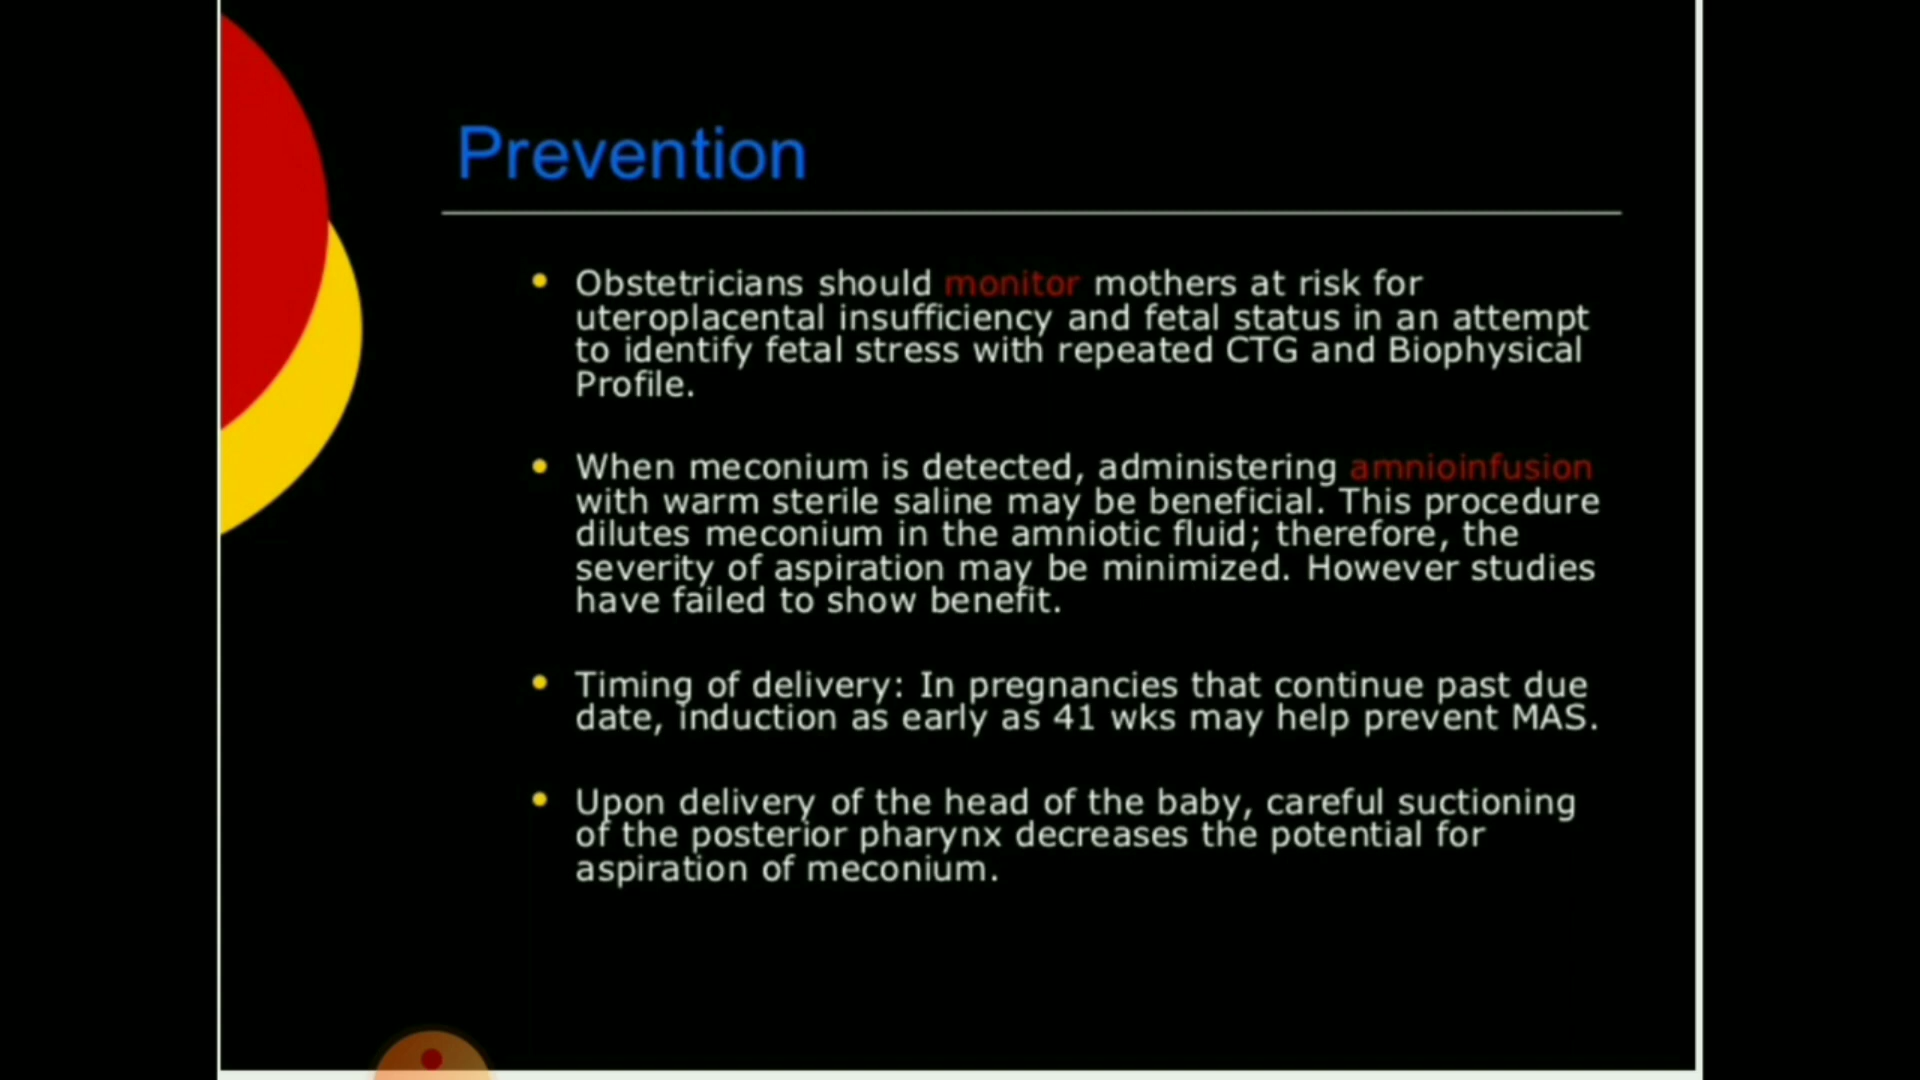 Prevention
Obstetricians should monitor mothers at risk for
uteroplacental insufficiency and fetal status in an attempt
to identify fetal stress with repeated CTG and Biophysical
Profile.
When meconium is detected, administering amnioinfusion
with warm sterile saline may be beneficial. This procedure
dilutes meconium in the amniotic fluid; therefore, the
severity of aspiration may be minimized. However studies
have failed to show benefit.
Timing of delivery: In pregnancies that continue past due
date, induction as early as 41 wks may help prevent MAS.
Upon delivery of the head of the baby, careful suctioning
of the posterior pharynx decreases the potential for
aspiration of meconium.